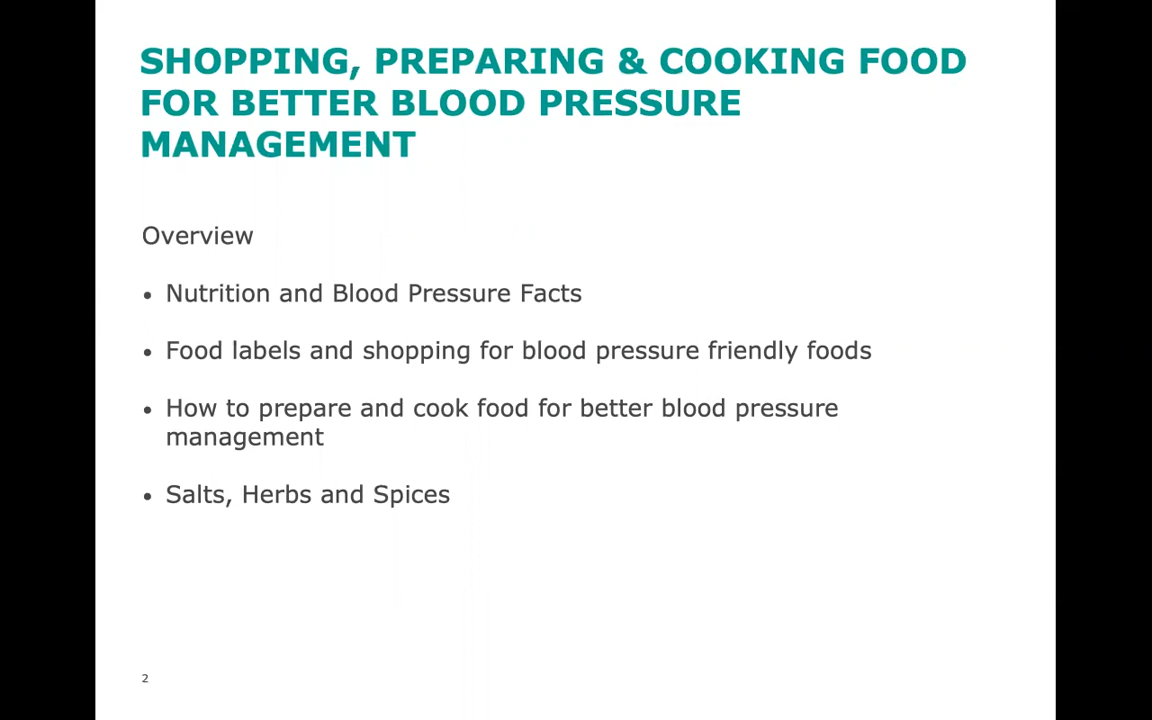 SHOPPING, PREPARING & COOKING FOOD
FOR BETTER BLOOD PRESSURE
MANAGEMENT
Overview
• Nutrition and Blood Pressure Facts
• Food labels and shopping for blood pressure friendly foods
• How to prepare and cook food for better blood pressure
management
• Salts, Herbs and Spices
2